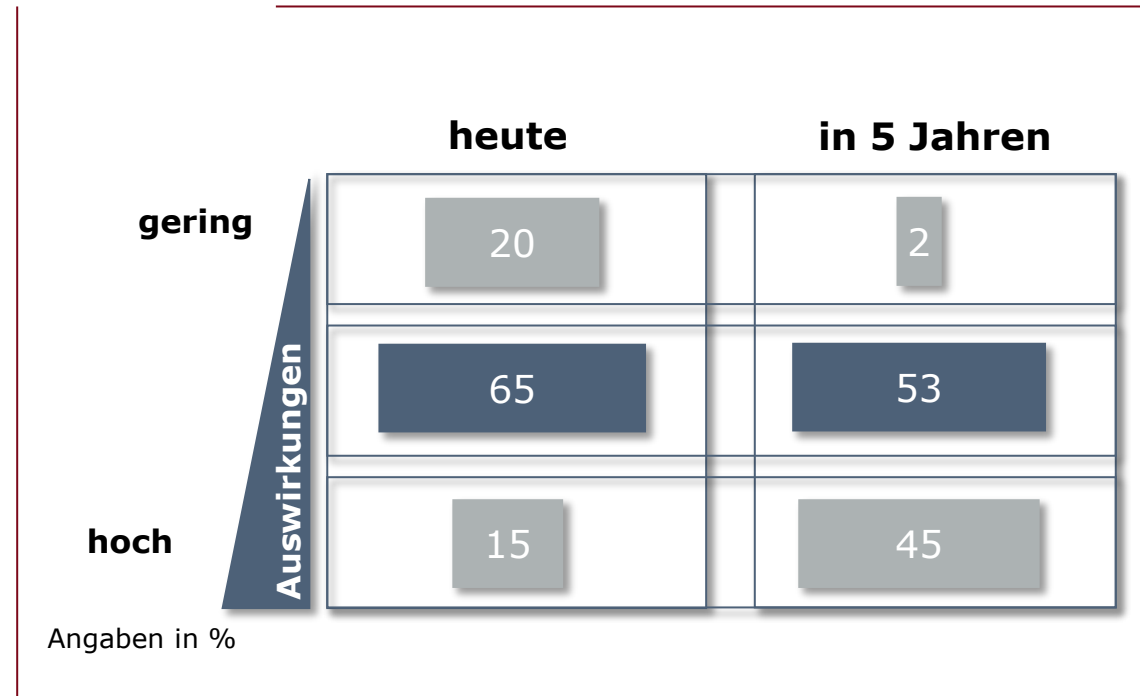 heute
in 5 Jahren
gering
20
2
Auswirkungen
65
53
hoch
15
45
Angaben in %